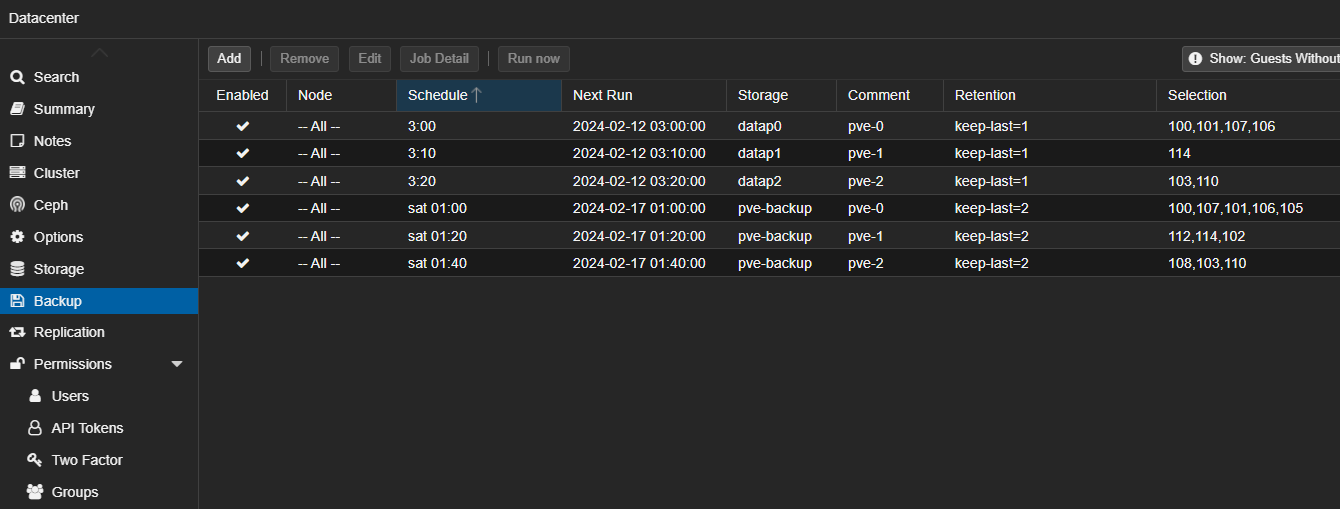 Datacenter
Search
Summary
Notes
Cluster
Ceph
Options
Storage
Backup
Replication
Permissions
Users
API Tokens
Two Factor
Groups
Add Remove Edit Job Detail Run now Show: Guests Without
Enabled Node Schedule Next Run Storage Comment Retention Selection
-- All -- 3:00 2024-02-12 03:00:00 datap0 pve-0 keep-last=1 100,101,107,106
-- All -- 3:10 2024-02-12 03:10:00 datap1 pve-1 keep-last=1 114
-- All -- 3:20 2024-02-12 03:20:00 datap2 pve-2 keep-last=1 103,110
-- All -- sat 01:00 2024-02-17 01:00:00 pve-backup pve-0 keep-last=2 100,107,101,106,105
-- All -- sat 01:20 2024-02-17 01:20:00 pve-backup pve-1 keep-last=2 112,114,102
-- All -- sat 01:40 2024-02-17 01:40:00 pve-backup pve-2 keep-last=2 108,103,110